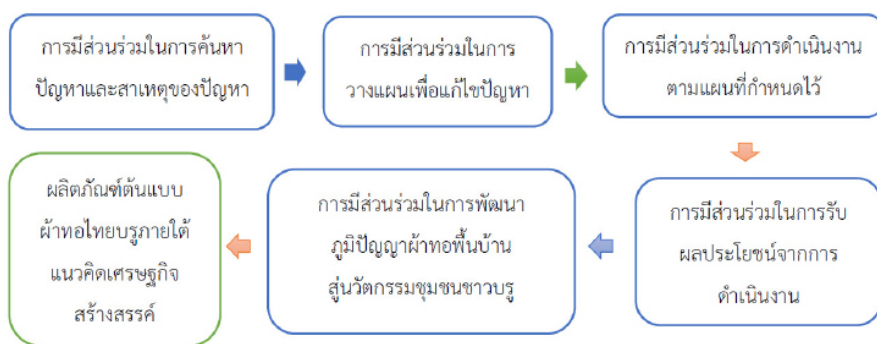 การมีส่วนร่วมในการค้นหา
ปัญหาและสาเหตุของปัญหา
การมีส่วนร่วมในการ
วางแผนเพื่อแก้ไขปัญหา
การมีส่วนร่วมในการดำเนินงาน
ตามแผนที่กำหนดไว้
การมีส่วนร่วมในการรับ
ผลประโยชน์จากการ
ดำเนินงาน
การมีส่วนร่วมในการพัฒนา
ภูมิปัญญาผ้าทอพื้นบ้าน
สู่นวัตกรรมชุมชนชาวบรู
ผลิตภัณฑ์ต้นแบบ
ผ้าทอไทยบรูภายใต้
แนวคิดเศรษฐกิจ
สร้างสรรค์